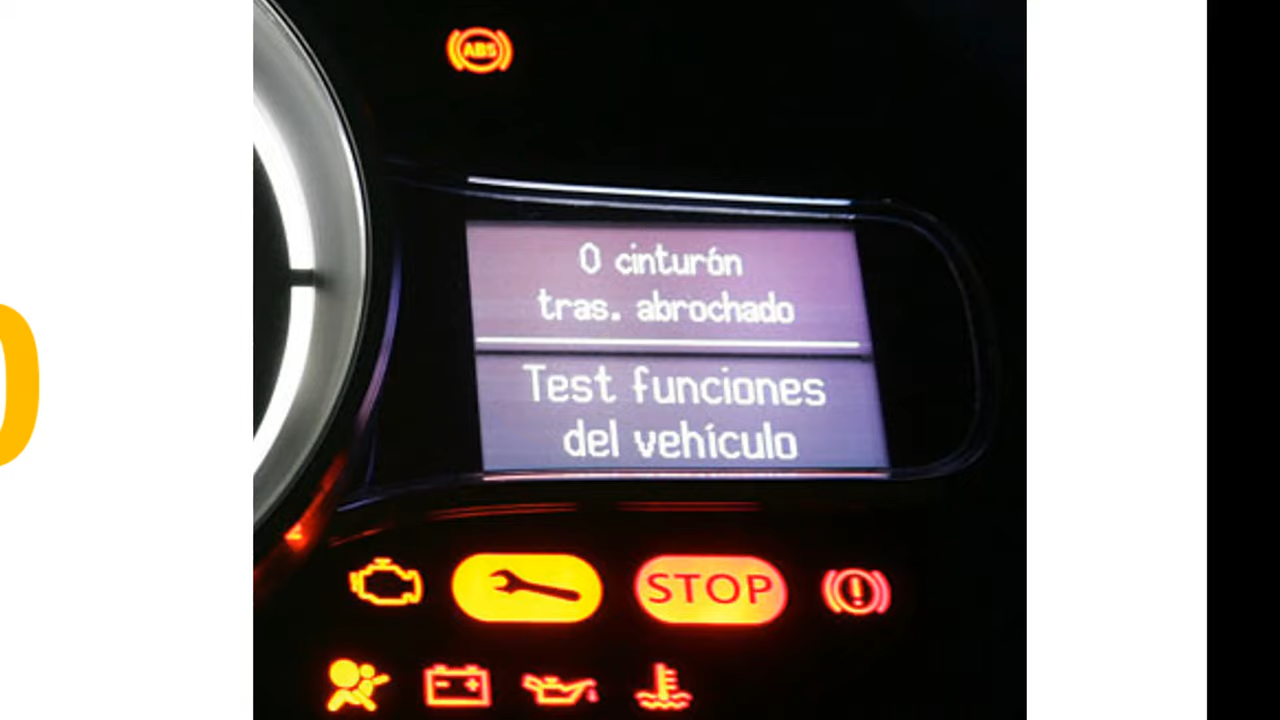 ABS
0 cinturón
tras. abrochado
Test funciones
del vehículo
STOP